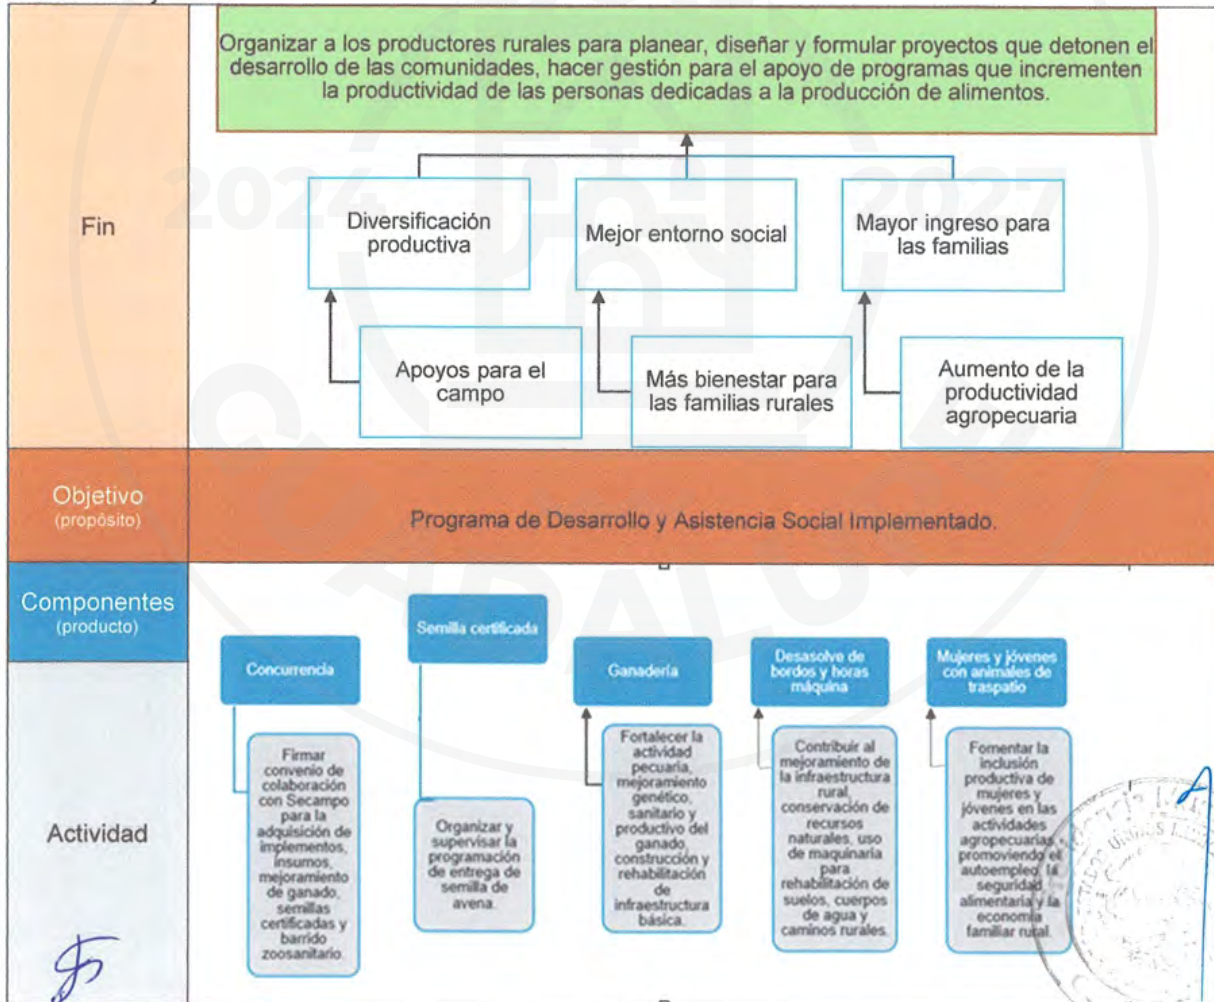 Fin
Organizar a los productores rurales para planear, diseñar y formular proyectos que detonen el
desarrollo de las comunidades, hacer gestión para el apoyo de programas que incrementen
la productividad de las personas dedicadas a la producción de alimentos.
2024
2027
Diversificación
productiva
Mejor entorno social
Mayor ingreso para
las familias
Apoyos para el
campo
Más bienestar para
las familias rurales
Aumento de la
productividad
agropecuaria
Objetivo
(propósito)
Programa de Desarrollo y Asistencia Social Implementado.
Componentes
(producto)
Concurrencia
Semilla certificada
Ganadería
Desasolve de
bordos y horas
máquina
Mujeres y jóvenes
con animales de
traspatio
Actividad
Firmar
convenio de
colaboración
con Secampo
para la
adquisición de
implementos,
insumos,
mejoramiento
de ganado,
semillas
certificadas y
barrido
zoosanitario.
Organizar y
supervisar la
programación
de entrega de
semilla de
avena.
Fortalecer la
actividad
pecuaria,
mejoramiento
genético,
sanitario y
productivo del
ganado,
construcción y
rehabilitación
de
infraestructura
básica.
Contribuir al
mejoramiento de
la infraestructura
rural,
conservación de
recursos
naturales, uso
de maquinaria
para
rehabilitación de
suelos, cuerpos
de agua y
caminos rurales.
Fomentar la
inclusión
productiva de
mujeres y
jóvenes en las
actividades
agropecuarias,
promoviendo el
autoempleo, la
seguridad
alimentaria y la
economía
familiar rural.